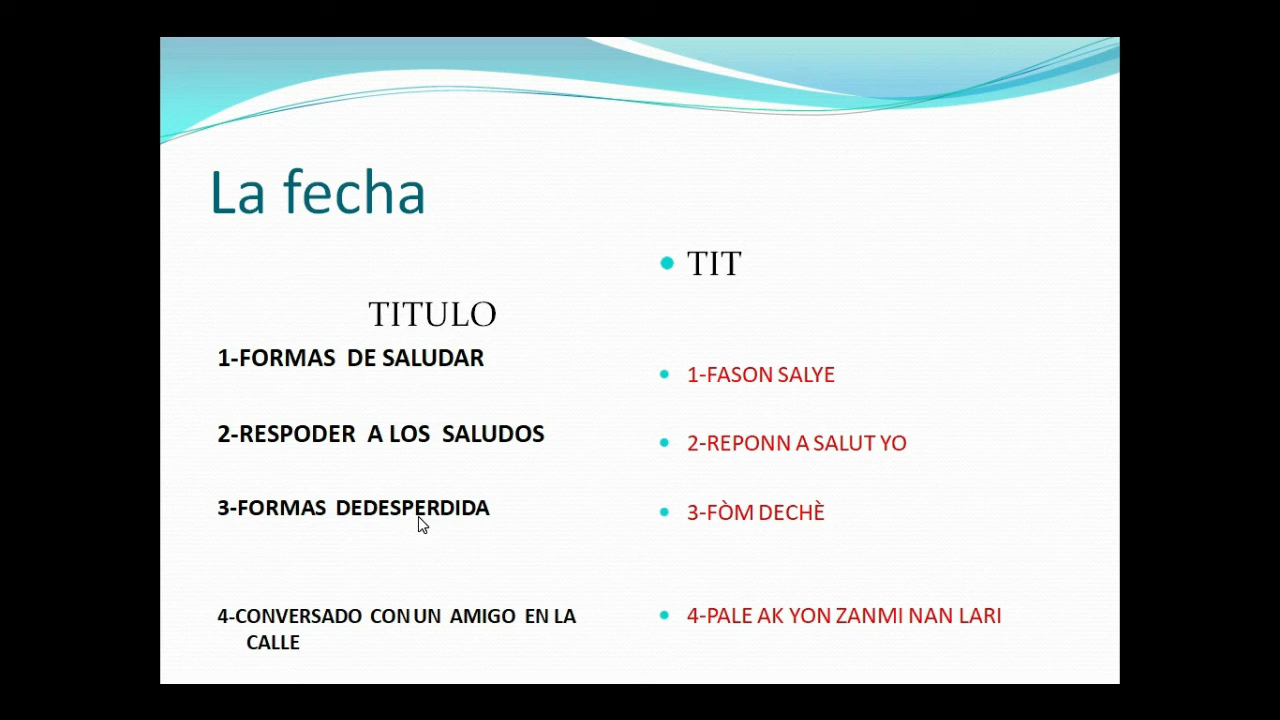 La fecha
TITULO
1-FORMAS DE SALUDAR
2-RESPODER A LOS SALUDOS
3-FORMAS DEDESPERDIDA
4-CONVERSADO CON UN AMIGO EN LA
CALLE
TIT
1-FASON SALYE
2-REPONN A SALUT YO
3-FÒM DECHÈ
4-PALE AK YON ZANMI NAN LARI